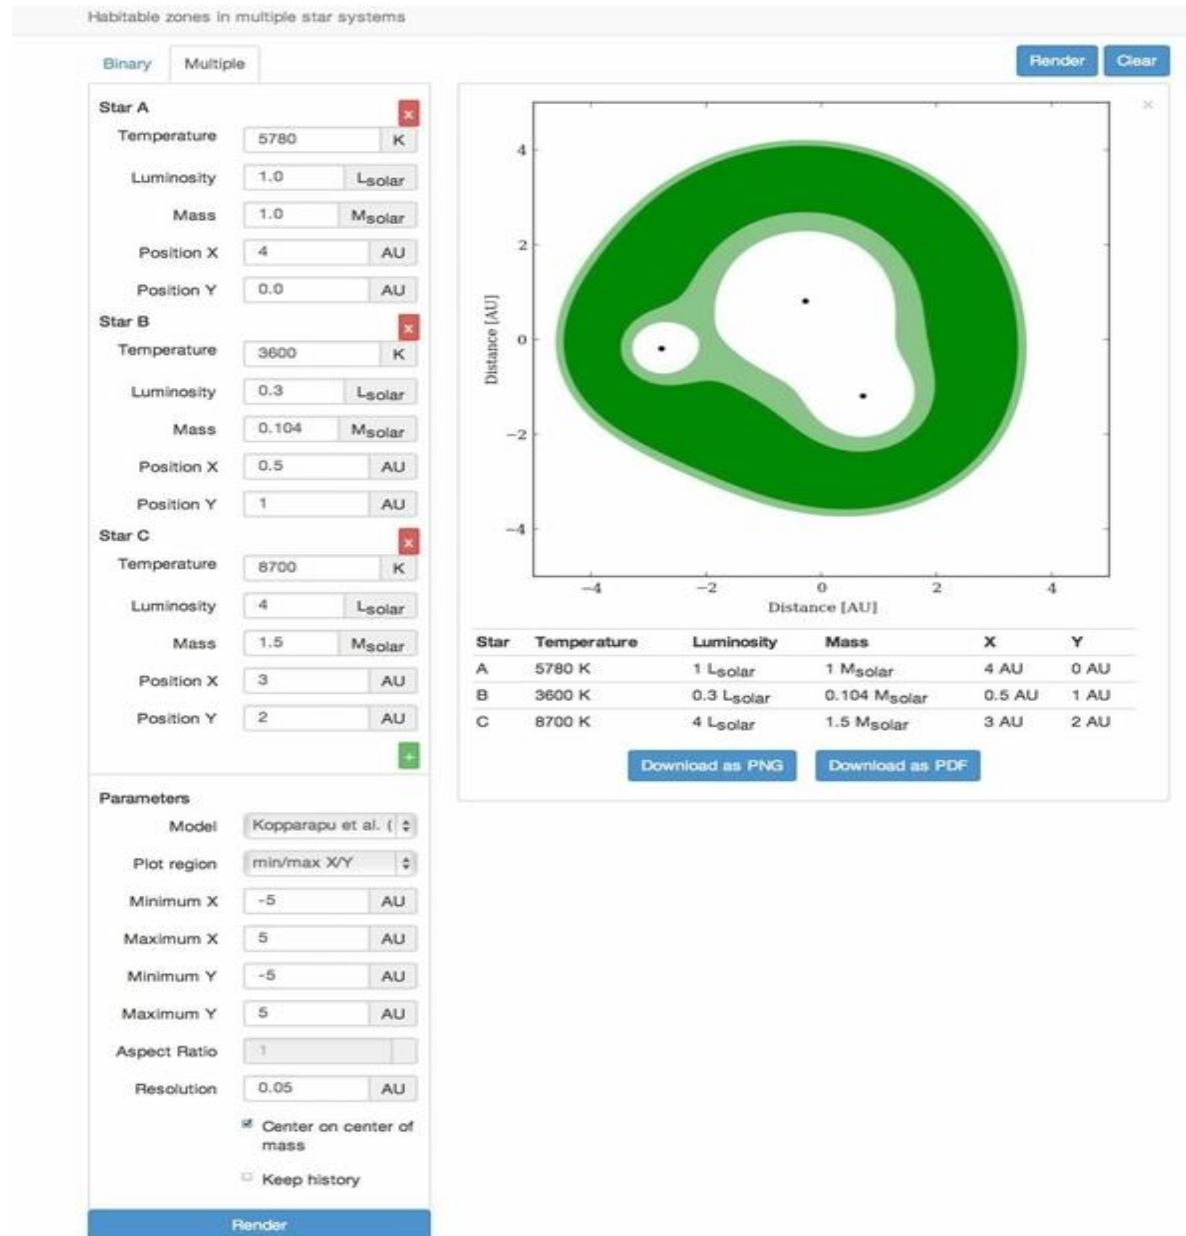 Habitable zones in multiple star systems
Binary Multiple
Render Clear
Star A
x
Temperature 5780 K
Luminosity 1.0 Lsolar
Mass 1.0 Msolar
Position X 4 AU
Position Y 0.0 AU
Star B
x
Temperature 3600 K
Luminosity 0.3 Lsolar
Mass 0.104 Msolar
Position X 0.5 AU
Position Y 1 AU
Star C
x
Temperature 8700 K
Luminosity 4 Lsolar
Mass 1.5 Msolar
Position X 3 AU
Position Y 2 AU
+
Parameters
Model Kopparapu et al. (
Plot region min/max X/Y
Minimum X -5 AU
Maximum X 5 AU
Minimum Y -5 AU
Maximum Y 5 AU
Aspect Ratio 1
Resolution 0.05 AU
Center on center of
mass
Keep history
Render
×
4
2
0
−2
−4
Distance [AU]
−4 −2 0 2 4
Distance [AU]
Star Temperature Luminosity Mass X Y
A 5780 K 1 Lsolar 1 Msolar 4 AU 0 AU
B 3600 K 0.3 Lsolar 0.104 Msolar 0.5 AU 1 AU
C 8700 K 4 Lsolar 1.5 Msolar 3 AU 2 AU
Download as PNG Download as PDF